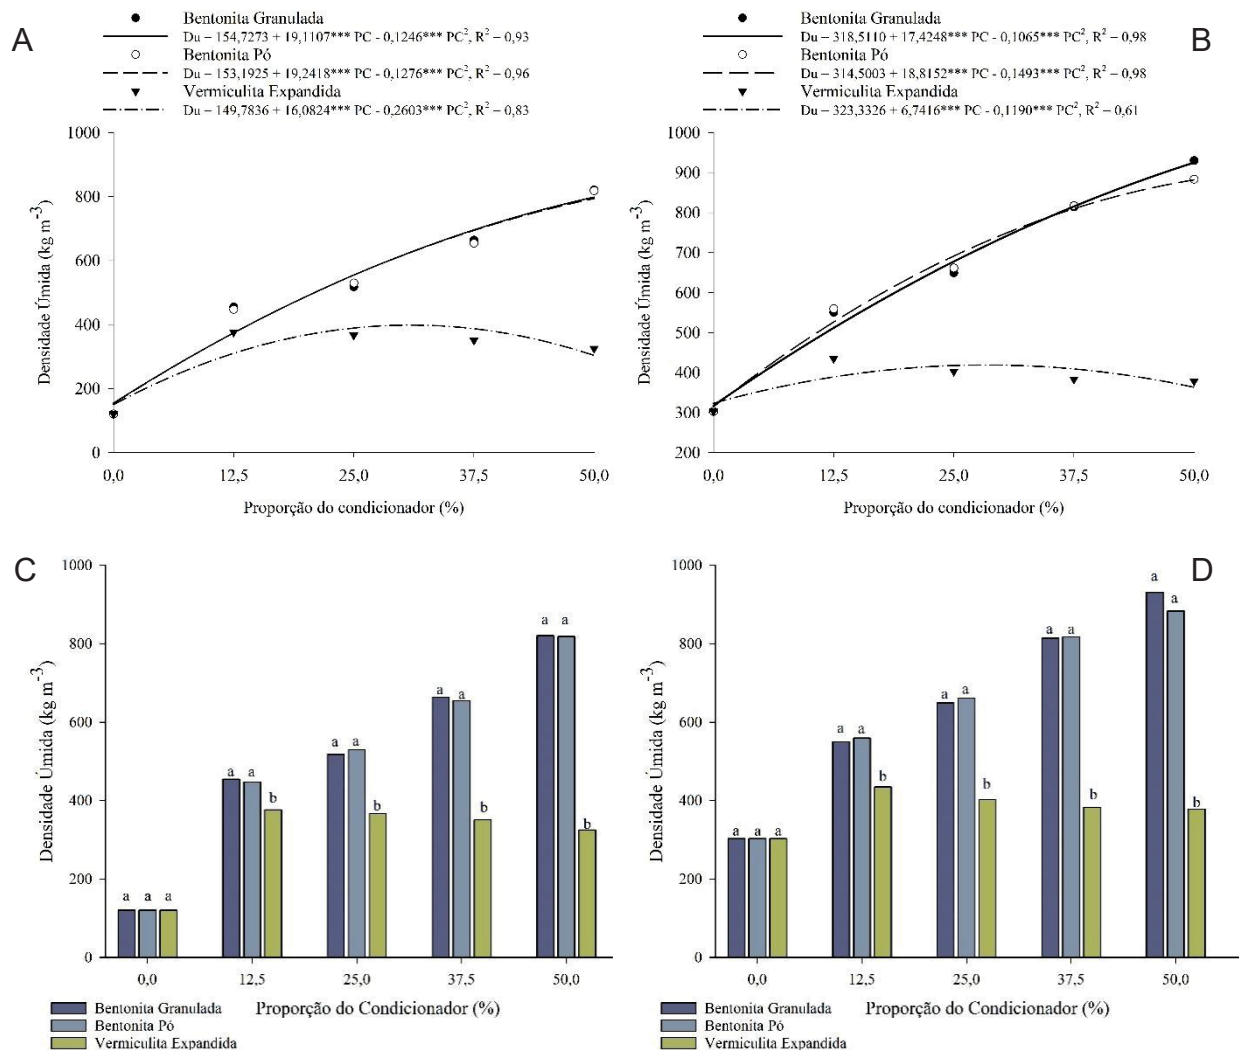 A
Bentonita Granulada
Du – 154,7273 + 19,1107*** PC - 0,1246*** PC², R² – 0,93
Bentonita Pó
Du – 153,1925 + 19,2418*** PC - 0,1276*** PC², R² – 0,96
Vermiculita Expandida
Du – 149,7836 + 16,0824*** PC - 0,2603*** PC², R² – 0,83
1000
800
600
400
200
0
Densidade Úmida (kg m⁻³)
0,0 12,5 25,0 37,5 50,0
Proporção do condicionador (%)
B
Bentonita Granulada
Du – 318,5110 + 17,4248*** PC - 0,1065*** PC², R² – 0,98
Bentonita Pó
Du – 314,5003 + 18,8152*** PC - 0,1493*** PC², R² – 0,98
Vermiculita Expandida
Du – 323,3326 + 6,7416*** PC - 0,1190*** PC², R² – 0,61
1000
900
800
700
600
500
400
300
200
Densidade Úmida (kg m⁻³)
0,0 12,5 25,0 37,5 50,0
Proporção do condicionador (%)
C
1000
800
600
400
200
0
Densidade Úmida (kg m⁻³)
a a a
a a b
a a b
a a b
a a b
0,0 12,5 25,0 37,5 50,0
Proporção do Condicionador (%)
Bentonita Granulada
Bentonita Pó
Vermiculita Expandida
D
1000
800
600
400
200
0
Densidade Úmida (kg m⁻³)
a a a
a a b
a a b
a a b
a a b
0,0 12,5 25,0 37,5 50,0
Proporção do Condicionador (%)
Bentonita Granulada
Bentonita Pó
Vermiculita Expandida